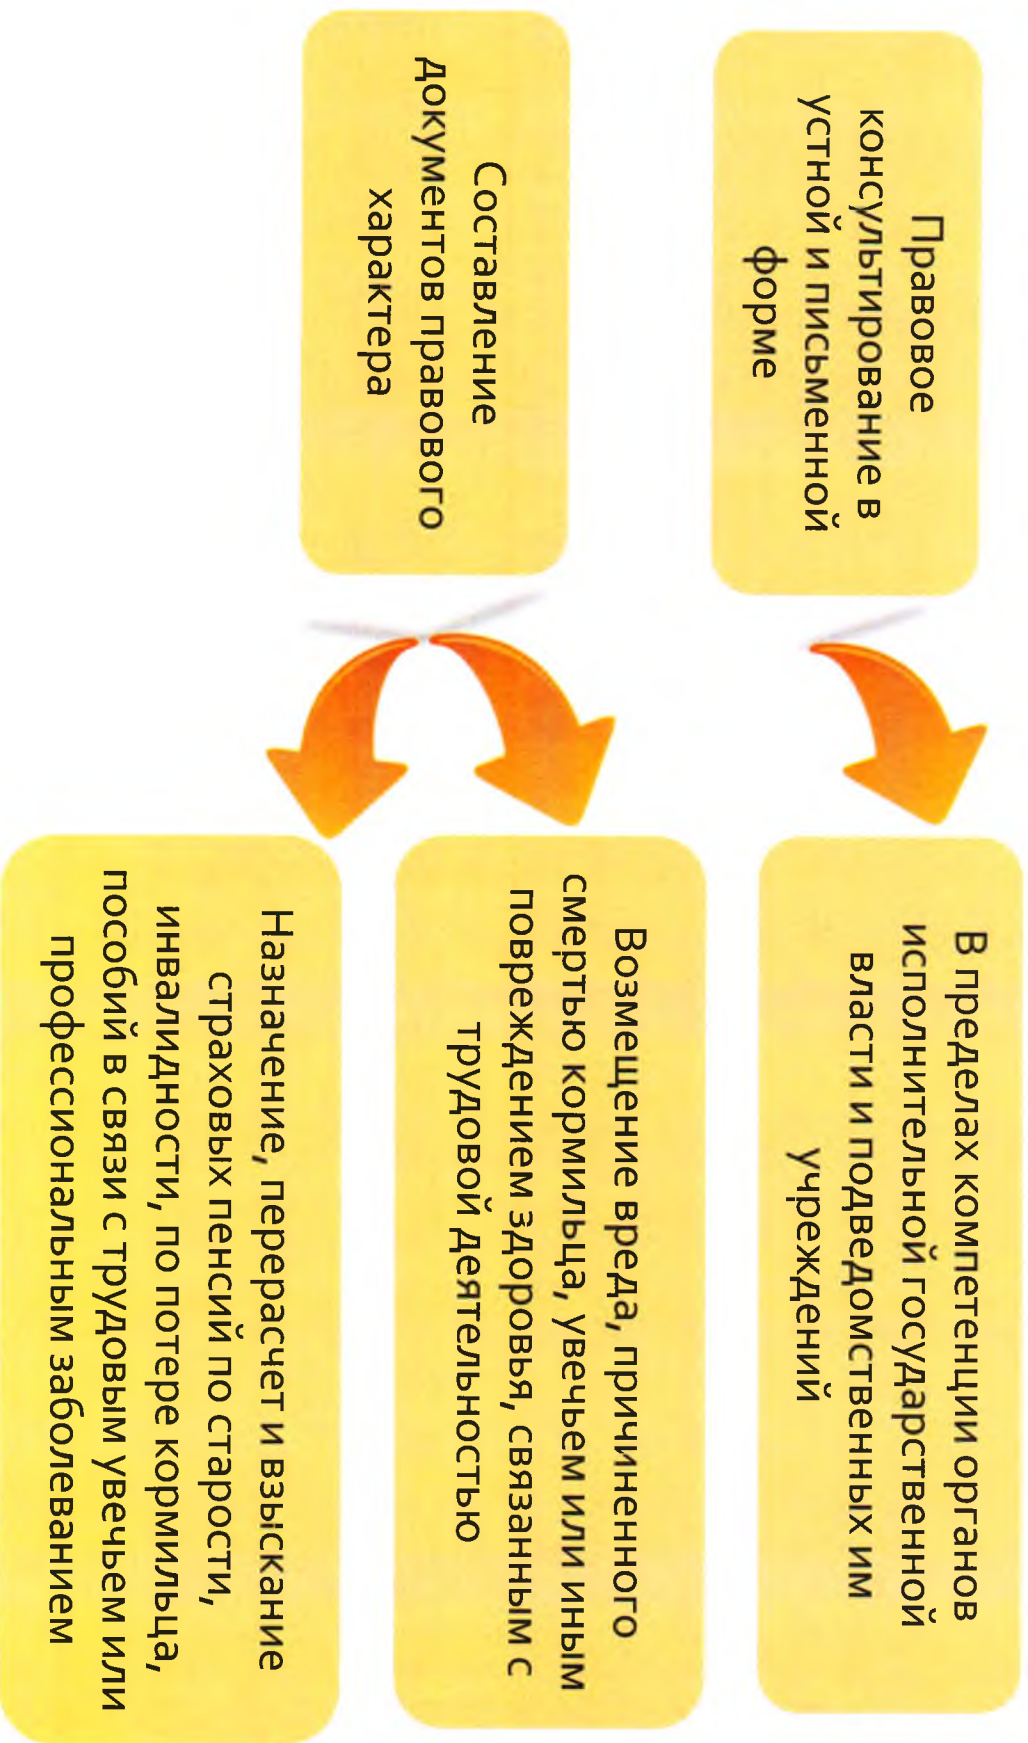 Правовое
консультирование в
устной и письменной
форме
В пределах компетенции органов
исполнительной государственной
власти и подведомственных им
учреждений
Составление
документов правового
характера
Возмещение вреда, причиненного
смертью кормильца, увечьем или иным
повреждением здоровья, связанным с
трудовой деятельностью
Назначение, перерасчет и взыскание
страховых пенсий по старости,
инвалидности, по потере кормильца,
пособий в связи с трудовым увечьем или
профессиональным заболеванием